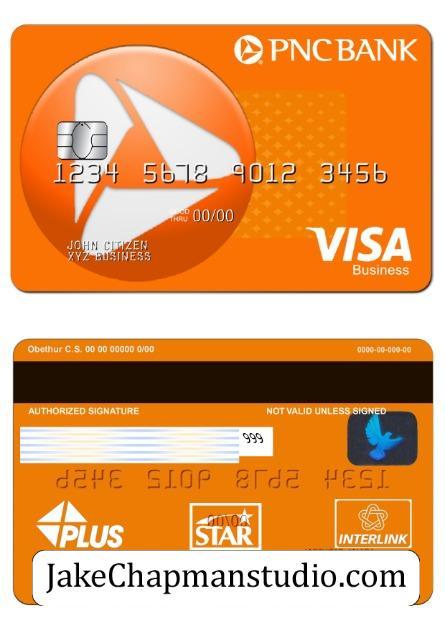 PNC BANK
1234 5678 9012 3456
THRU 00/00
JOHN CITIZEN
XYZ BUSINESS
VISA
Business
Obethur C.S. 00 00 00000 0/00 0000-00-000-00
AUTHORIZED SIGNATURE NOT VALID UNLESS SIGNED
999
PLUS
STAR
INTERLINK
JakeChapmanstudio.com